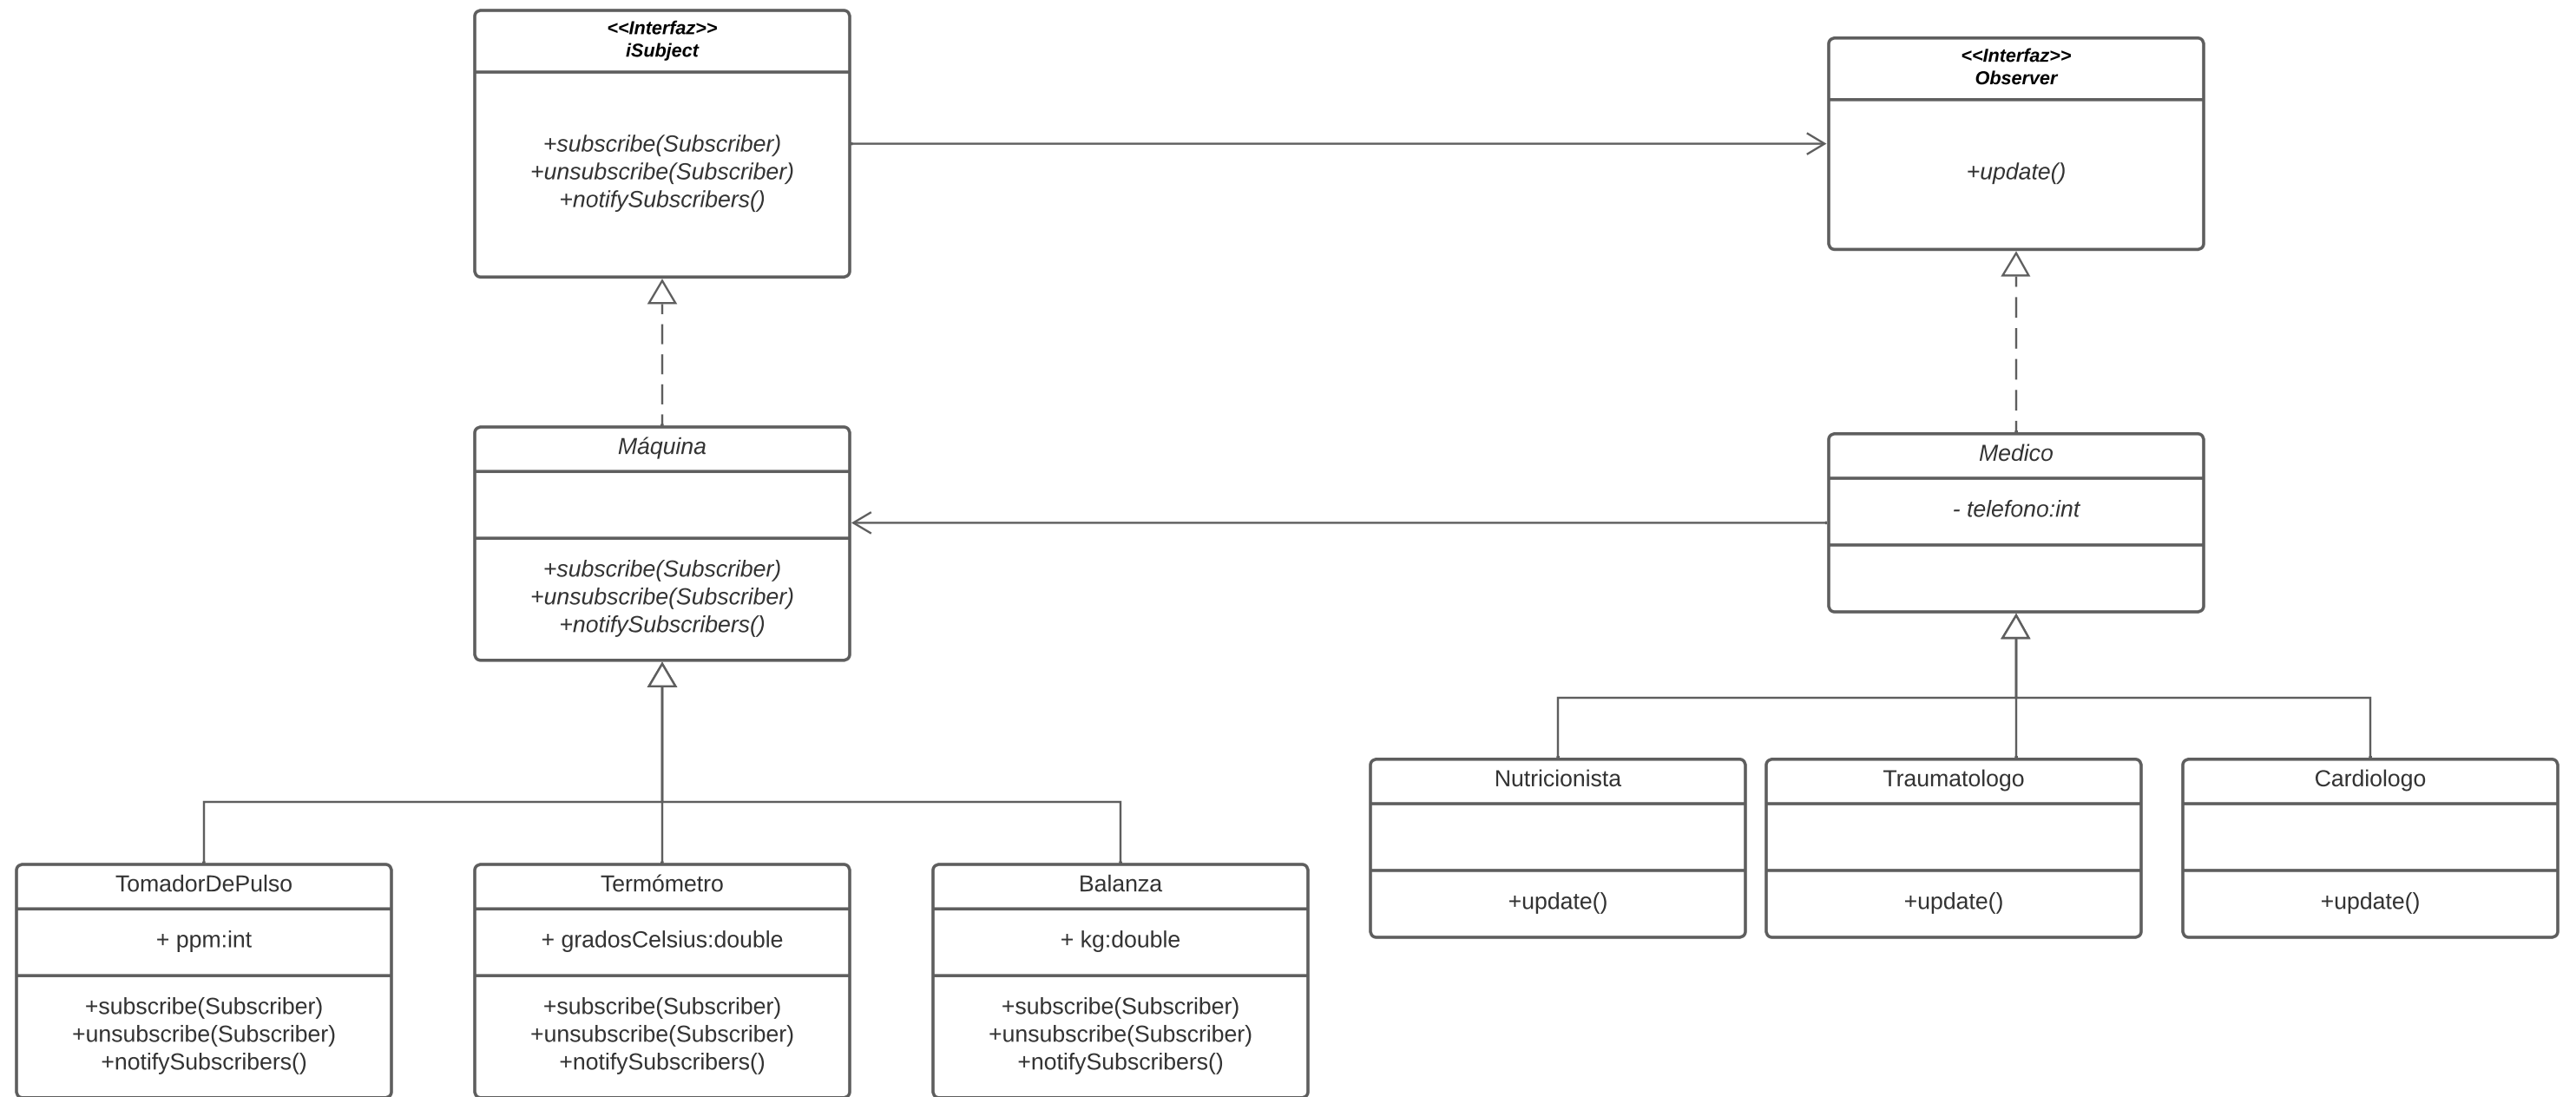 <<Interfaz>>
iSubject
+subscribe(Subscriber)
+unsubscribe(Subscriber)
+notifySubscribers()
<<Interfaz>>
Observer
+update()
Máquina
+subscribe(Subscriber)
+unsubscribe(Subscriber)
+notifySubscribers()
Medico
- telefono:int
TomadorDePulso
+ ppm:int
+subscribe(Subscriber)
+unsubscribe(Subscriber)
+notifySubscribers()
Termómetro
+ gradosCelsius:double
+subscribe(Subscriber)
+unsubscribe(Subscriber)
+notifySubscribers()
Balanza
+ kg:double
+subscribe(Subscriber)
+unsubscribe(Subscriber)
+notifySubscribers()
Nutricionista
+update()
Traumatologo
+update()
Cardiologo
+update()